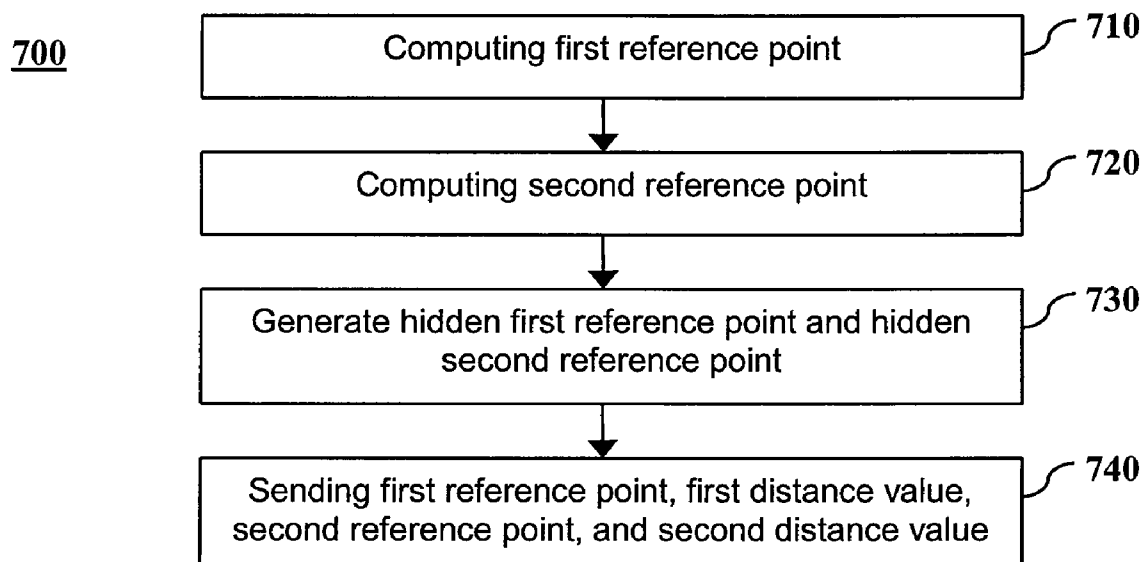 700
Computing first reference point
710
Computing second reference point
720
Generate hidden first reference point and hidden
second reference point
730
Sending first reference point, first distance value,
second reference point, and second distance value
740